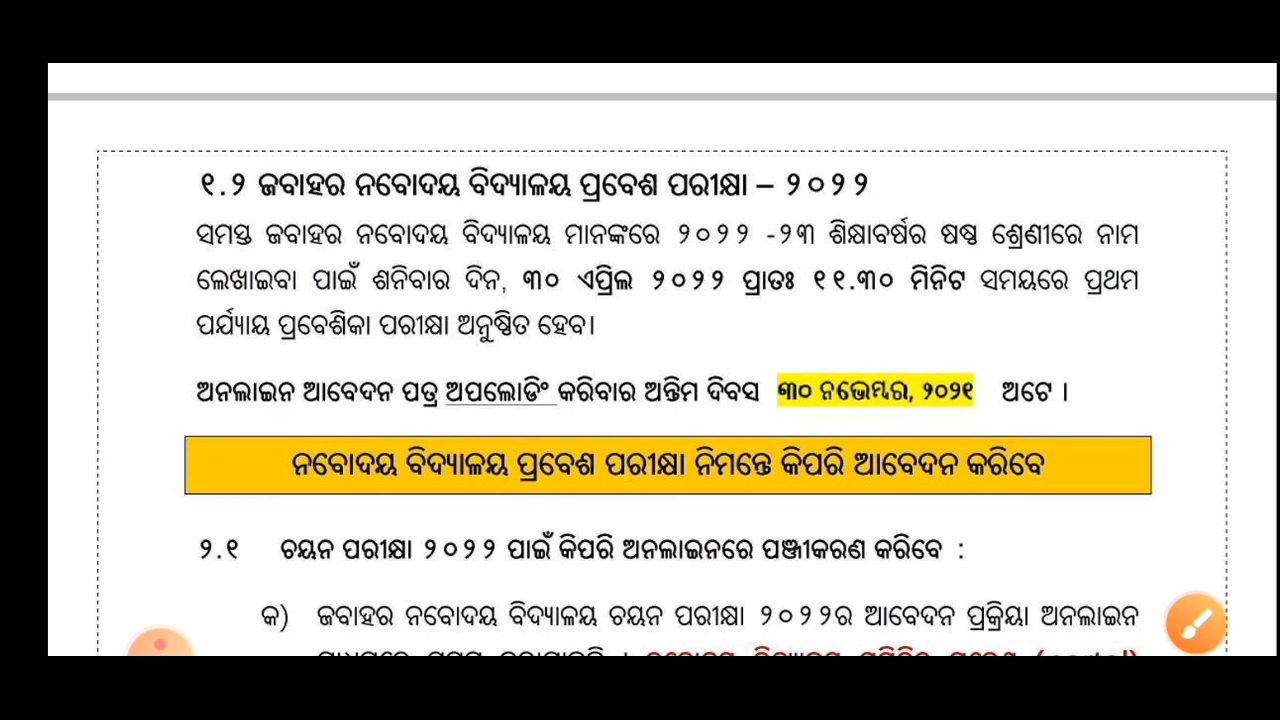 ୧.୨ ଜବାହର ନବୋଦୟ ବିଦ୍ୟାଳୟ ପ୍ରବେଶ ପରୀକ୍ଷା – ୨୦୨୨
ସମସ୍ତ ଜବାହର ନବୋଦୟ ବିଦ୍ୟାଳୟ ମାନଙ୍କରେ ୨୦୨୨ -୨୩ ଶିକ୍ଷାବର୍ଷର ଷଷ୍ଠ ଶ୍ରେଣୀରେ ନାମ
ଲେଖାଇବା ପାଇଁ ଶନିବାର ଦିନ, ୩୦ ଏପ୍ରିଲ ୨୦୨୨ ପ୍ରାତଃ ୧୧.୩୦ ମିନିଟ ସମୟରେ ପ୍ରଥମ
ପର୍ଯ୍ୟାୟ ପ୍ରବେଶିକା ପରୀକ୍ଷା ଅନୁଷ୍ଠିତ ହେବ।
ଅନଲାଇନ ଆବେଦନ ପତ୍ର ଅପଲୋଡିଂ କରିବାର ଅନ୍ତିମ ଦିବସ ୩୦ ନଭେମ୍ବର, ୨୦୨୧ ଅଟେ ।
ନବୋଦୟ ବିଦ୍ୟାଳୟ ପ୍ରବେଶ ପରୀକ୍ଷା ନିମନ୍ତେ କିପରି ଆବେଦନ କରିବେ
୨.୧ ଚୟନ ପରୀକ୍ଷା ୨୦୨୨ ପାଇଁ କିପରି ଅନଲାଇନରେ ପଞ୍ଜୀକରଣ କରିବେ :
କ) ଜବାହର ନବୋଦୟ ବିଦ୍ୟାଳୟ ଚୟନ ପରୀକ୍ଷା ୨୦୨୨ର ଆବେଦନ ପ୍ରକ୍ରିୟା ଅନଲାଇନ